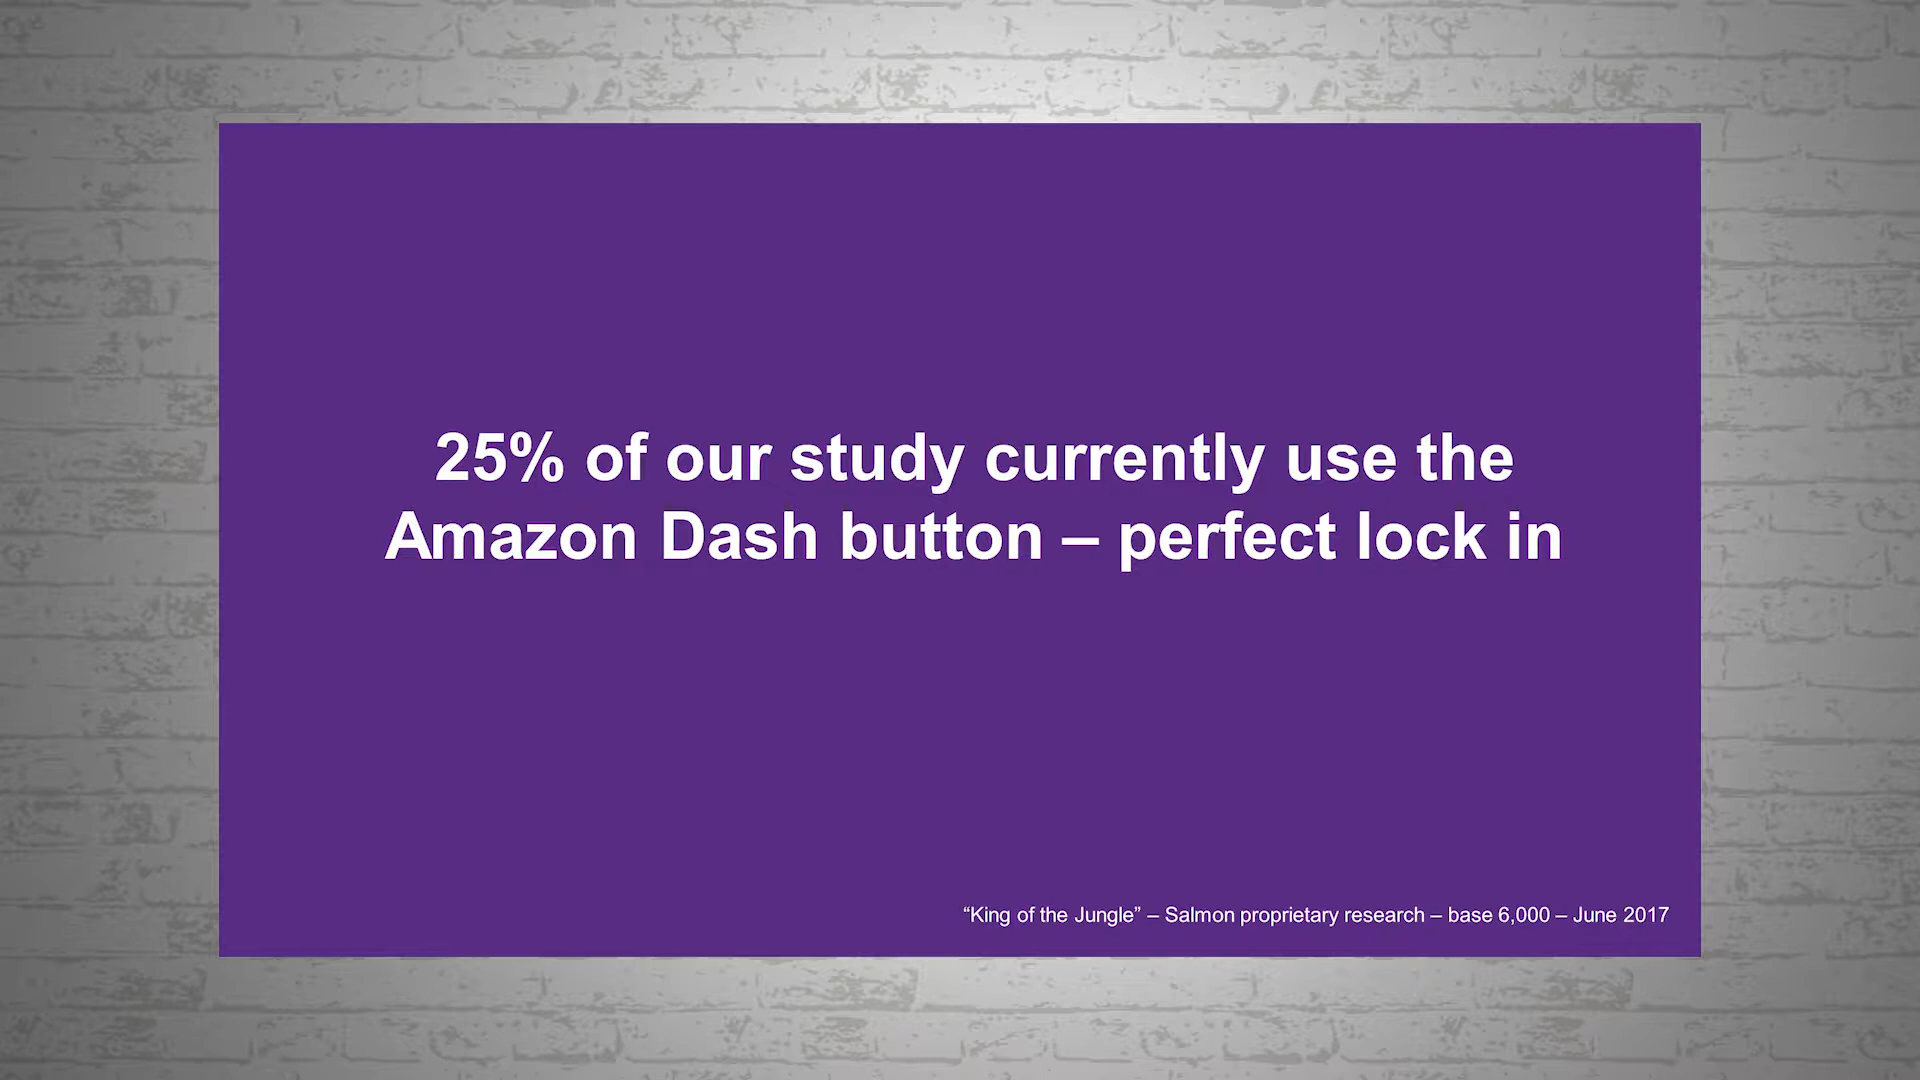 25% of our study currently use the
Amazon Dash button – perfect lock in
“King of the Jungle” – Salmon proprietary research – base 6,000 – June 2017